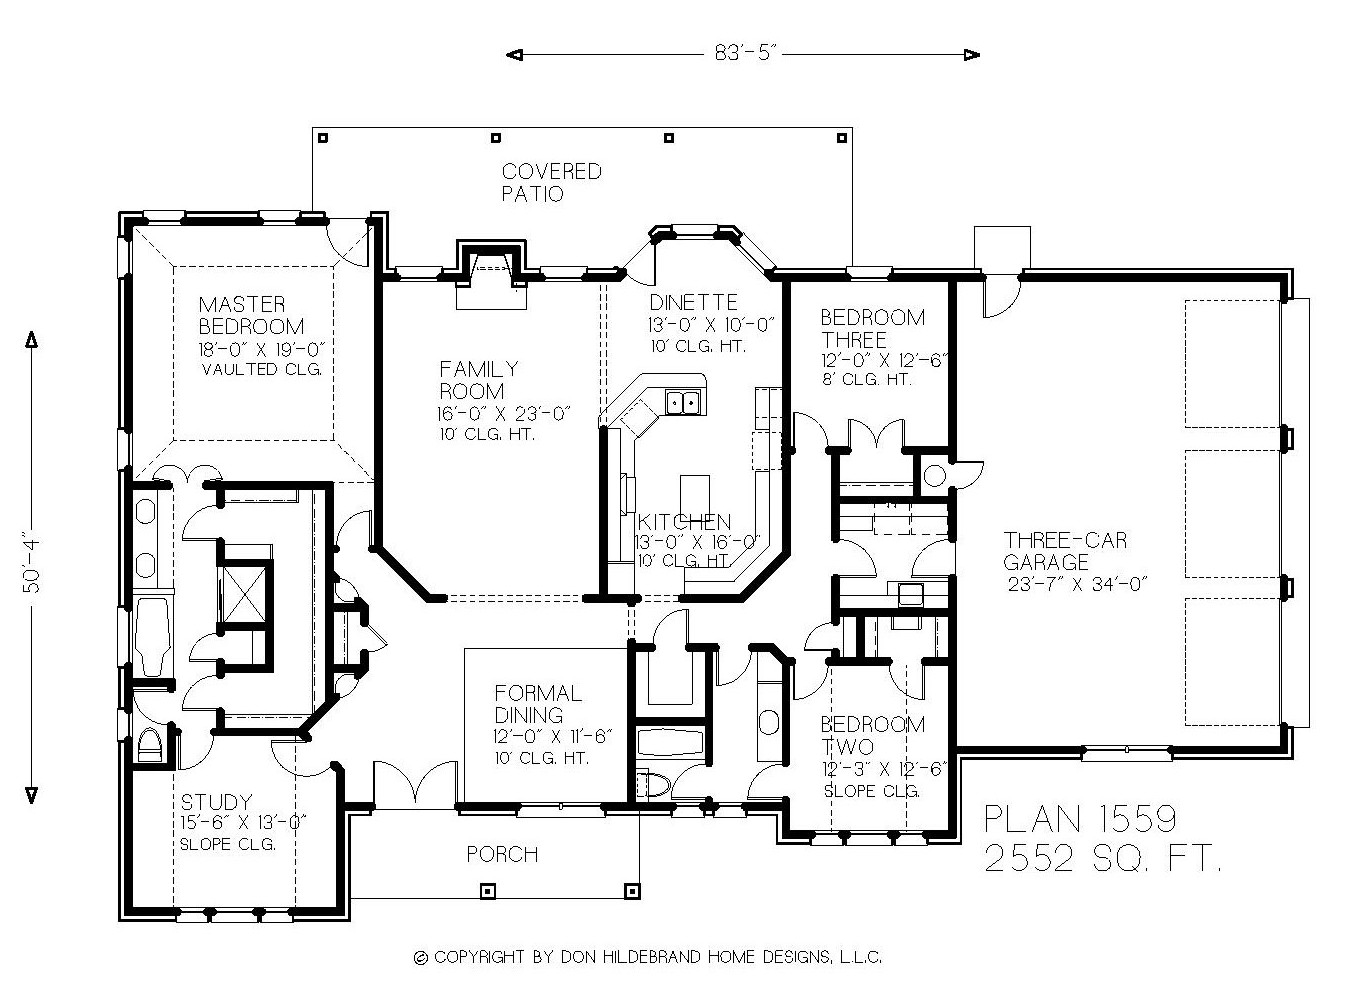 83'-5"
COVERED
PATIO
MASTER
BEDROOM
18'-0" X 19'-0"
VAULTED CLG.
FAMILY
ROOM
16'-0" X 23'-0"
10' CLG. HT.
DINETTE
13'-0" X 10'-0"
10' CLG. HT.
BEDROOM
THREE
12'-0" X 12'-6"
8' CLG. HT.
KITCHEN
13'-0" X 16'-0"
10' CLG. HT.
THREE-CAR
GARAGE
23'-7" X 34'-0"
50'-4"
FORMAL
DINING
12'-0" X 11'-6"
10' CLG. HT.
BEDROOM
TWO
12'-3" X 12'-6"
SLOPE CLG.
STUDY
15'-6" X 13'-0"
SLOPE CLG.
PORCH
PLAN 1559
2552 SQ. FT.
© COPYRIGHT BY DON HILDEBRAND HOME DESIGNS, L.L.C.